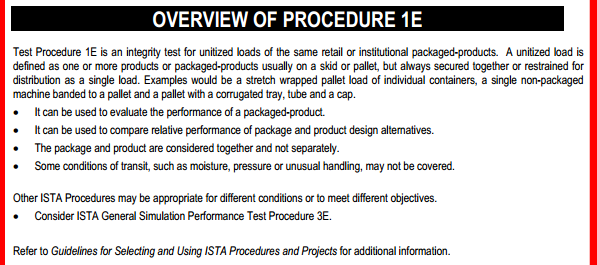 OVERVIEW OF PROCEDURE 1E
Test Procedure 1E is an integrity test for unitized loads of the same retail or institutional packaged-products. A unitized load is
defined as one or more products or packaged-products usually on a skid or pallet, but always secured together or restrained for
distribution as a single load. Examples would be a stretch wrapped pallet load of individual containers, a single non-packaged
machine banded to a pallet and a pallet with a corrugated tray, tube and a cap.
• It can be used to evaluate the performance of a packaged-product.
• It can be used to compare relative performance of package and product design alternatives.
• The package and product are considered together and not separately.
• Some conditions of transit, such as moisture, pressure or unusual handling, may not be covered.
Other ISTA Procedures may be appropriate for different conditions or to meet different objectives.
• Consider ISTA General Simulation Performance Test Procedure 3E.
Refer to Guidelines for Selecting and Using ISTA Procedures and Projects for additional information.